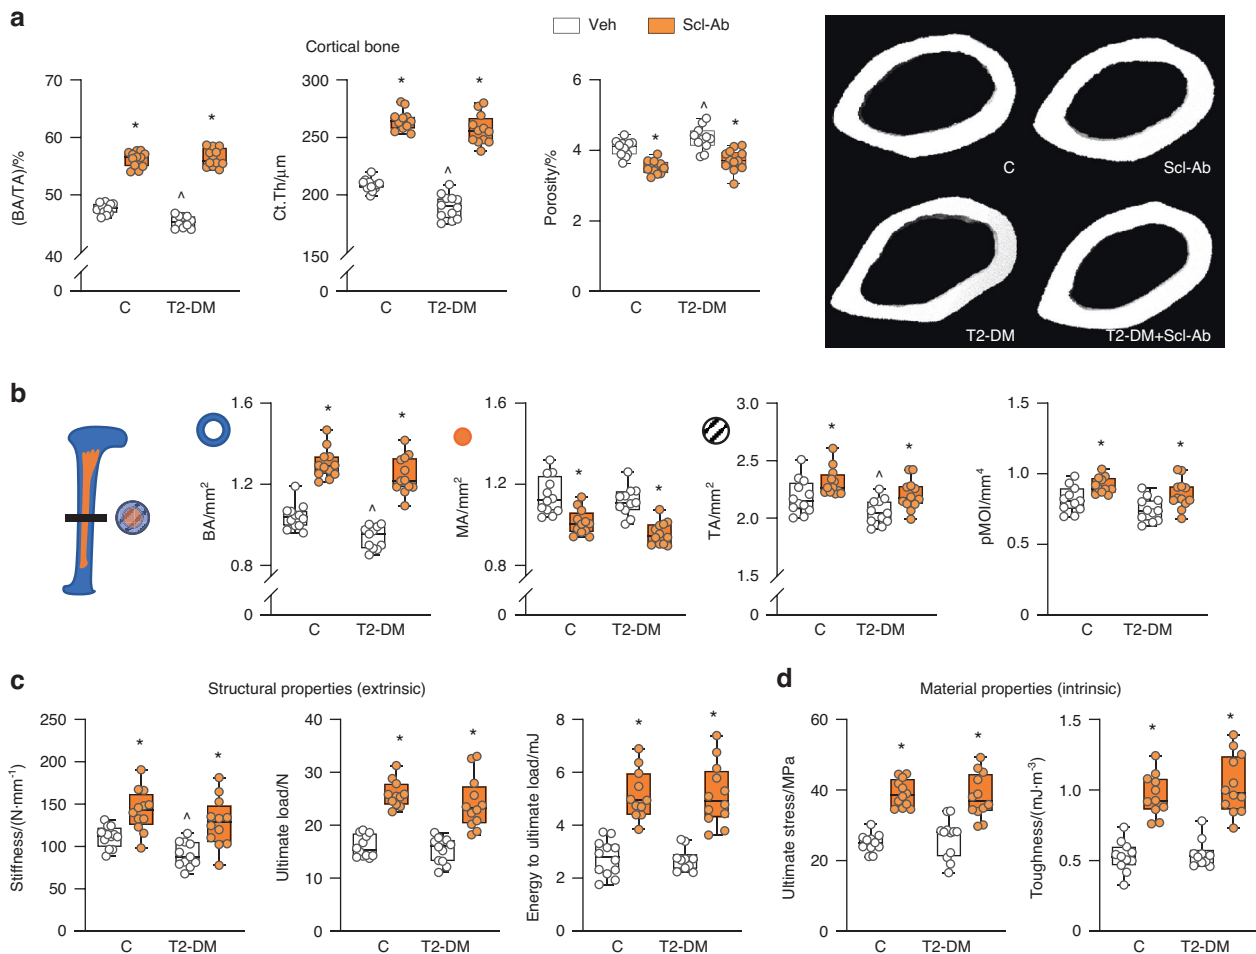 a
Veh
Scl-Ab
Cortical bone
(BA/TA)/%
70
60
50
40
0
C
T2-DM
*
*
^
Ct.Th/μm
300
250
200
150
0
C
T2-DM
*
*
^
Porosity/%
6
4
2
0
C
T2-DM
*
^
*
C
Scl-Ab
T2-DM
T2-DM+Scl-Ab
b
BA/mm²
1.6
1.2
0.8
0
C
T2-DM
*
*
^
MA/mm²
1.6
1.2
0.8
0
C
T2-DM
*
*
TA/mm²
3.0
2.5
2.0
1.5
0
C
T2-DM
*
^
*
pMOI/mm⁴
1.5
1.0
0.5
0
C
T2-DM
*
*
c
Structural properties (extrinsic)
Stiffness/(N·mm⁻¹)
250
200
150
100
50
0
C
T2-DM
*
^
*
Ultimate load/N
40
30
20
10
0
C
T2-DM
*
*
Energy to ultimate load/mJ
8
6
4
2
0
C
T2-DM
*
*
d
Material properties (intrinsic)
Ultimate stress/MPa
60
40
20
0
C
T2-DM
*
*
Toughness/(mJ·m⁻³)
1.5
1.0
0.5
0
C
T2-DM
*
*